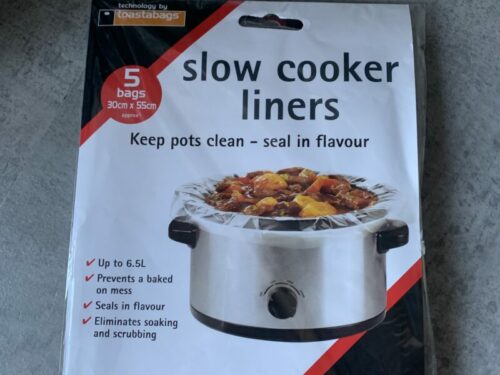 technology by
toastabags
5
bags
30cm x 55cm
approx
slow cooker
liners
Keep pots clean - seal in flavour
✓ Up to 6.5L
✓ Prevents a baked
on mess
✓ Seals in flavour
✓ Eliminates soaking
and scrubbing